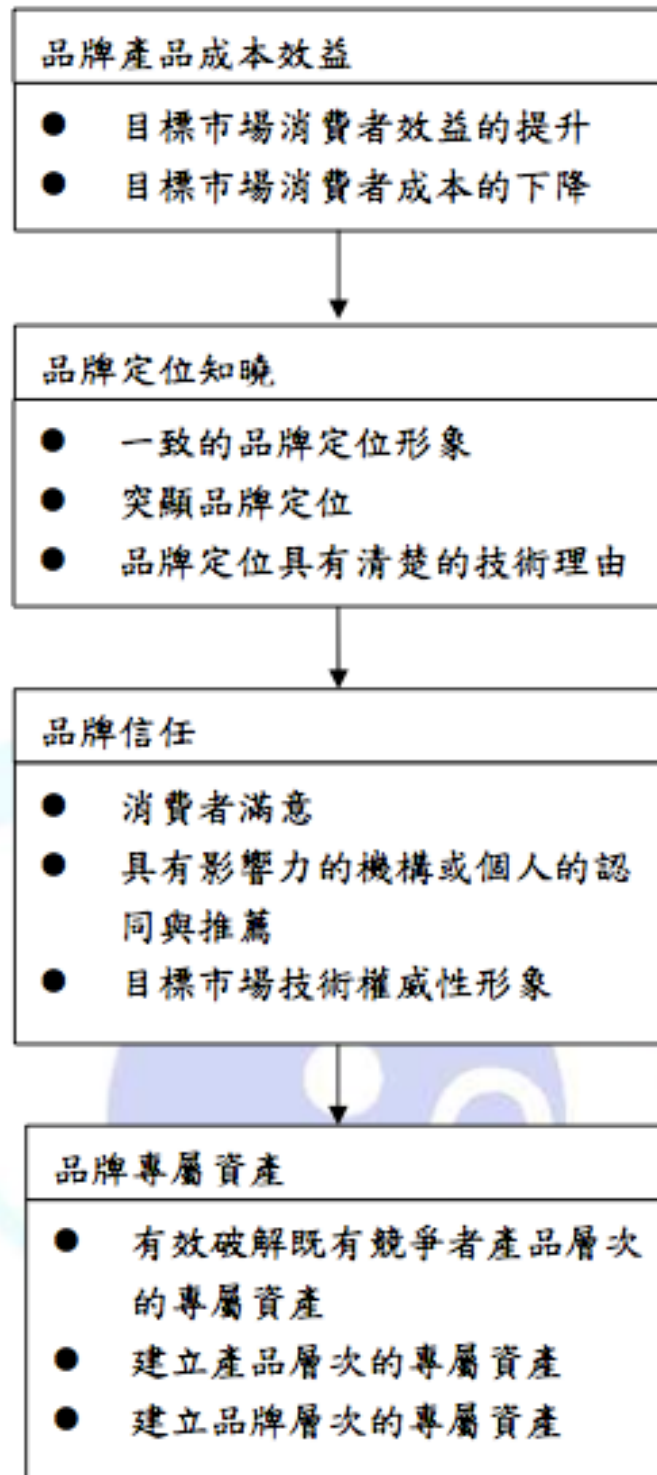 品牌產品成本效益
● 目標市場消費者效益的提升
● 目標市場消費者成本的下降
品牌定位知曉
● 一致的品牌定位形象
● 突顯品牌定位
● 品牌定位具有清楚的技術理由
品牌信任
● 消費者滿意
● 具有影響力的機構或個人的認
同與推薦
● 目標市場技術權威性形象
品牌專屬資產
● 有效破解既有競爭者產品層次
的專屬資產
● 建立產品層次的專屬資產
● 建立品牌層次的專屬資產